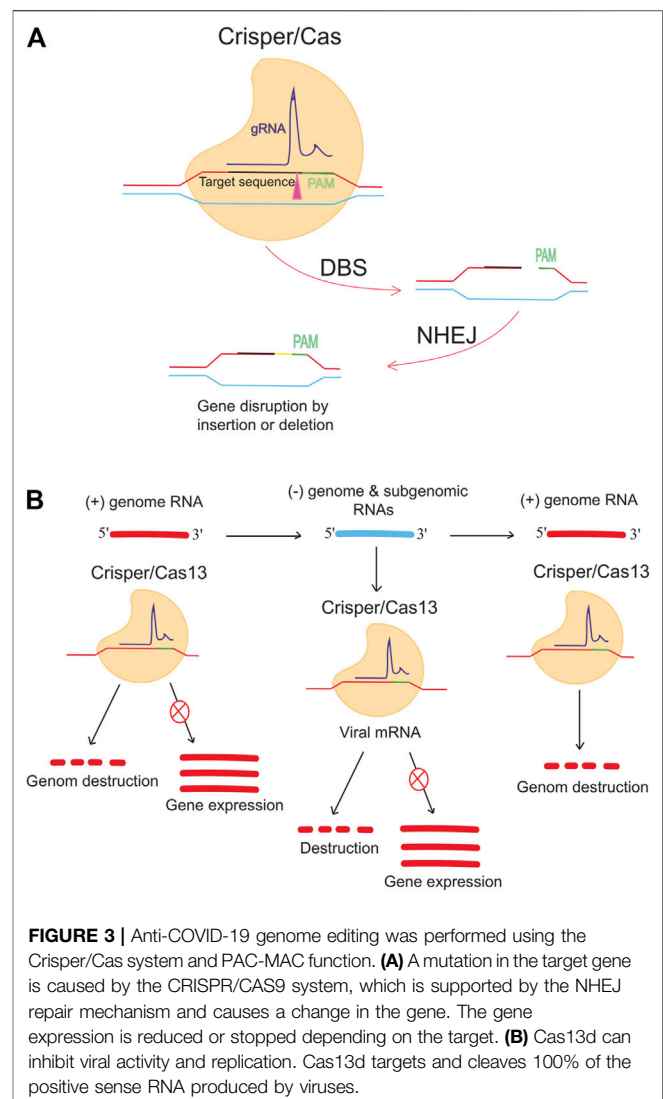 A
Crisper/Cas
gRNA
Target sequence
PAM
DBS
PAM
NHEJ
PAM
Gene disruption by
insertion or deletion
B
(+) genome RNA
(-) genome & subgenomic
RNAs
(+) genome RNA
5' 3'
5' 3'
5' 3'
Crisper/Cas13
Crisper/Cas13
Crisper/Cas13
Viral mRNA
Genom destruction
Gene expression
Genom destruction
Destruction
Gene expression
FIGURE 3 | Anti-COVID-19 genome editing was performed using the
Crisper/Cas system and PAC-MAC function. (A) A mutation in the target gene
is caused by the CRISPR/CAS9 system, which is supported by the NHEJ
repair mechanism and causes a change in the gene. The gene
expression is reduced or stopped depending on the target. (B) Cas13d can
inhibit viral activity and replication. Cas13d targets and cleaves 100% of the
positive sense RNA produced by viruses.